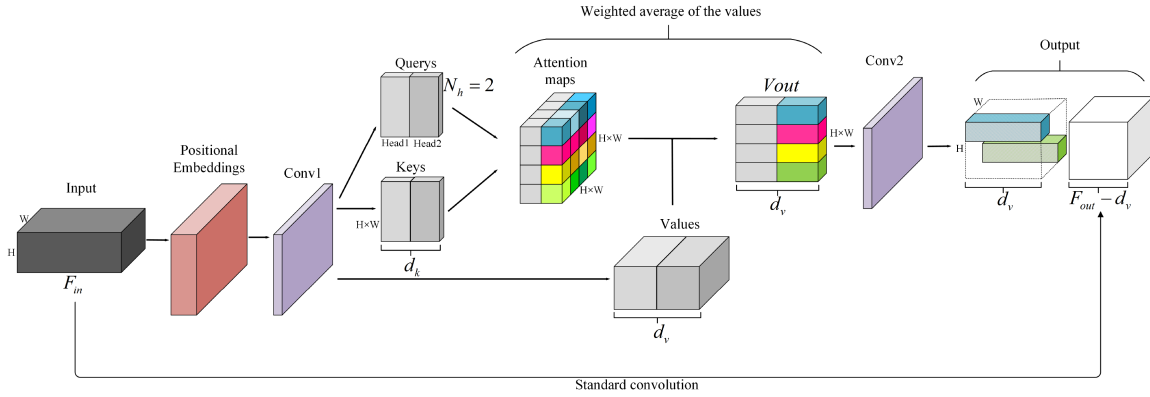 Weighted average of the values
Querys
N_h = 2
Attention
maps
Conv2
Output
Vout
W
H
Head1
Head2
H×W
H×W
H×W
Positional
Embeddings
Conv1
Keys
Input
W
H
H×W
d_k
d_v
d_v
F_out − d_v
Values
F_in
d_v
Standard convolution